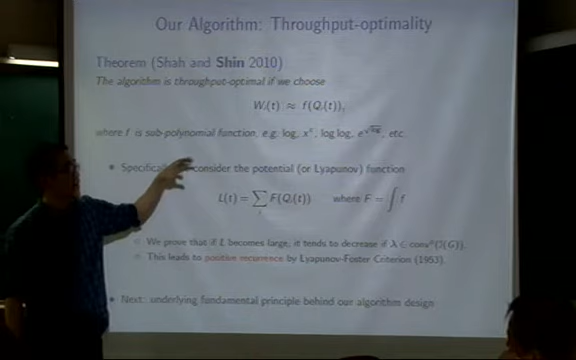 Our Algorithm: Throughput-optimality
Theorem (Shah and Shin 2010)
The algorithm is throughput-optimal if we choose
Wᵢ(t) ≈ f(Qᵢ(t)),
where f is sub-polynomial function, e.g. log, xᵋ, log log, e^√log, etc.
• Specifically consider the potential (or Lyapunov) function
L(t) = ∑ᵢ F(Qᵢ(t)) where F = ∫ f
We prove that if L becomes large, it tends to decrease if λ ∈ convᵒ(I(G)).
This leads to positive recurrence by Lyapunov-Foster Criterion (1953).
• Next: underlying fundamental principle behind our algorithm design